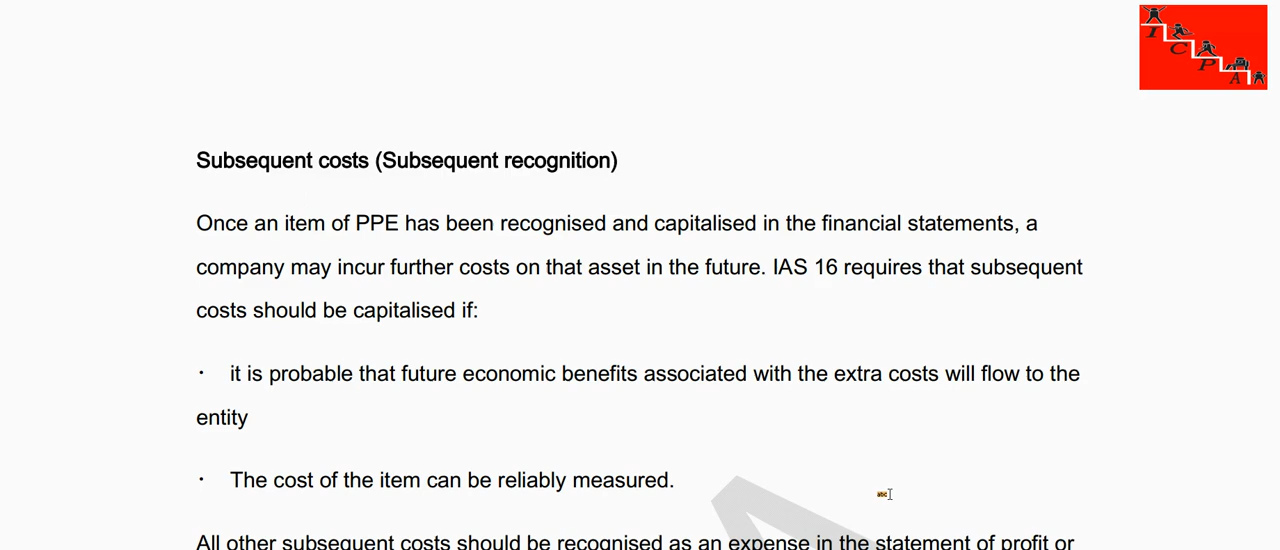 I
C
P
A
Subsequent costs (Subsequent recognition)
Once an item of PPE has been recognised and capitalised in the financial statements, a
company may incur further costs on that asset in the future. IAS 16 requires that subsequent
costs should be capitalised if:
· it is probable that future economic benefits associated with the extra costs will flow to the
entity
· The cost of the item can be reliably measured.
All other subsequent costs should be recognised as an expense in the statement of profit or